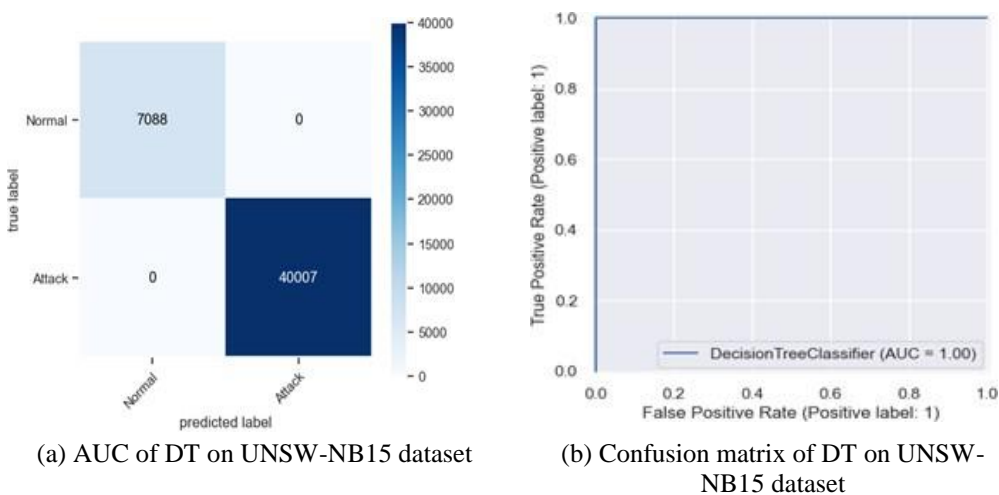 Normal
Attack
true label
7088
0
0
40007
Normal
Attack
predicted label
40000
35000
30000
25000
20000
15000
10000
5000
0
(a) AUC of DT on UNSW-NB15 dataset
True Positive Rate (Positive label: 1)
1.0
0.8
0.6
0.4
0.2
0.0
DecisionTreeClassifier (AUC = 1.00)
0.0
0.2
0.4
0.6
0.8
1.0
False Positive Rate (Positive label: 1)
(b) Confusion matrix of DT on UNSW-
NB15 dataset